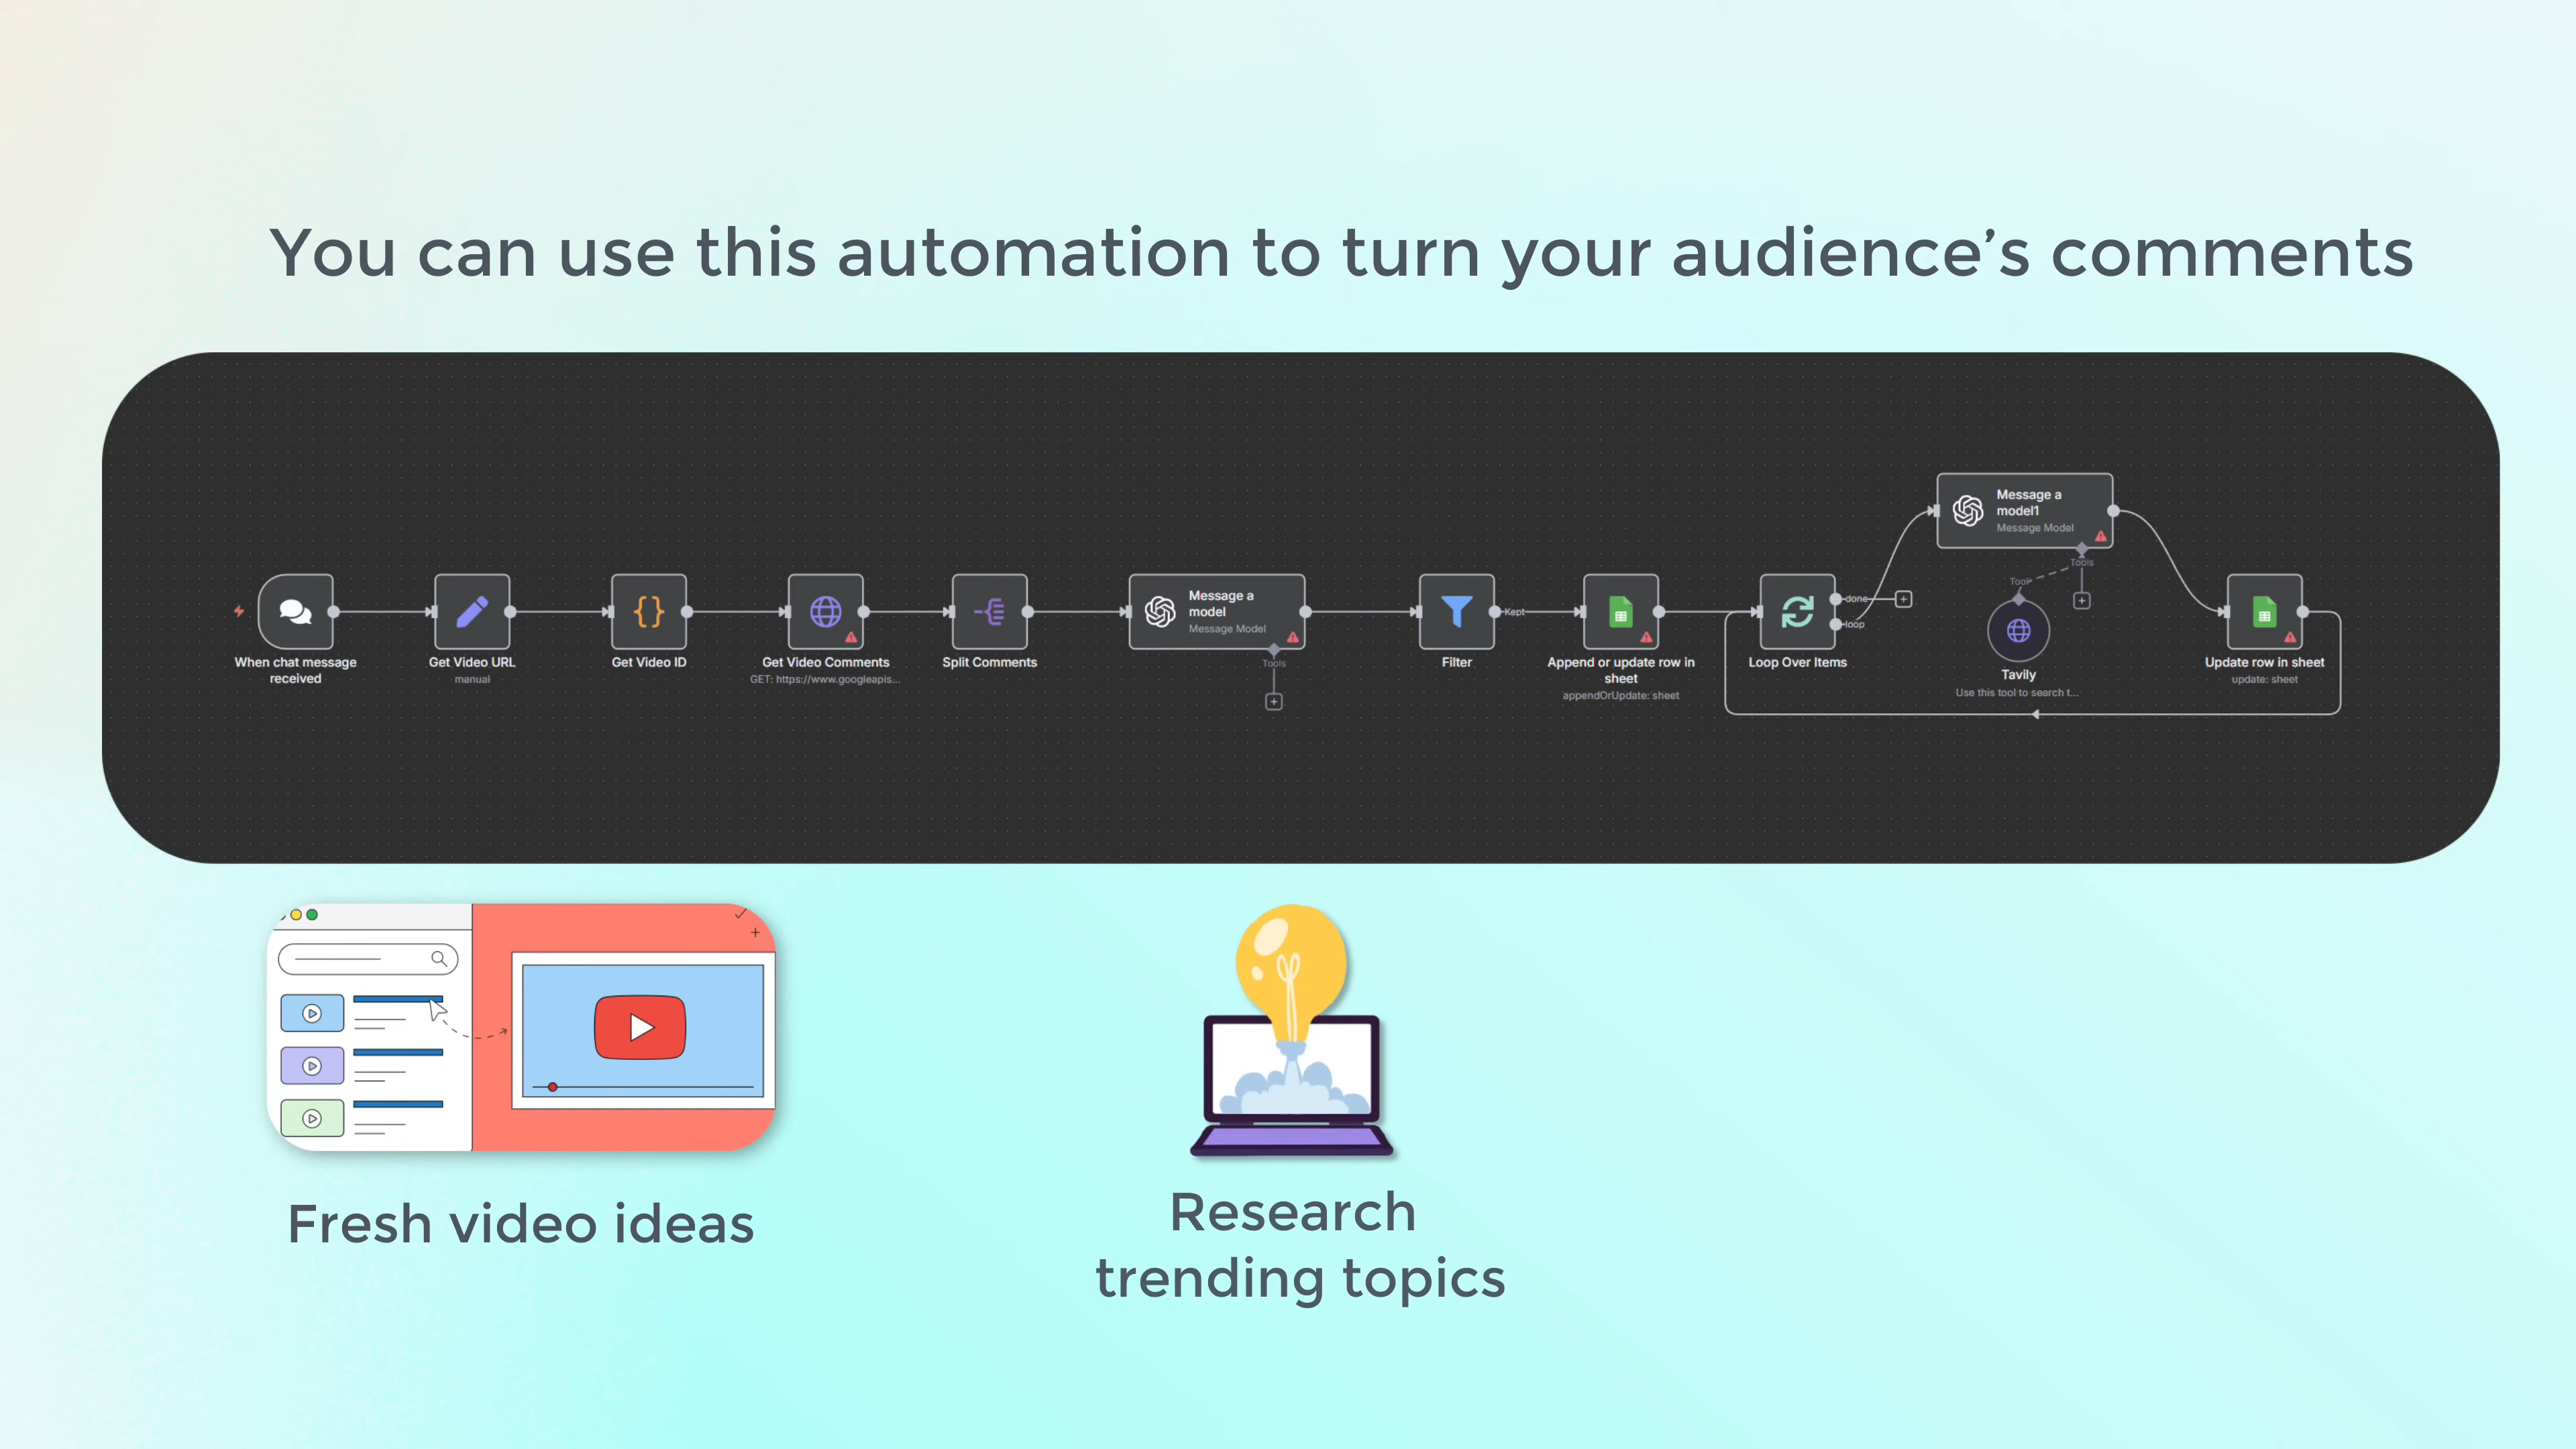 You can use this automation to turn your audience's comments
Message a
model1
Message Model
Tools
Tool
Message a
model
Message Model
Tools
Kept
done
loop
When chat message
received
Get Video URL
manual
Get Video ID
Get Video Comments
GET: https://www.googleapis...
Split Comments
Filter
Append or update row in
sheet
appendOrUpdate: sheet
Loop Over Items
Tavily
Use this tool to search t...
Update row in sheet
update: sheet
Fresh video ideas
Research
trending topics